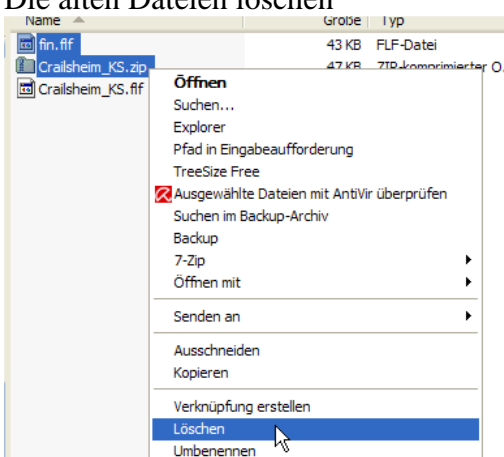 Die alten Dateien löschen
Name Größe Typ
fin.flf 43 KB FLF-Datei
Crailsheim_KS.zip 47 KB ZIP-komprimierter O
Crailsheim_KS.flf
Öffnen
Suchen...
Explorer
Pfad in Eingabeaufforderung
TreeSize Free
Ausgewählte Dateien mit AntiVir überprüfen
Suchen im Backup-Archiv
Backup
7-Zip
Öffnen mit
Senden an
Ausschneiden
Kopieren
Verknüpfung erstellen
Löschen
Umbenennen